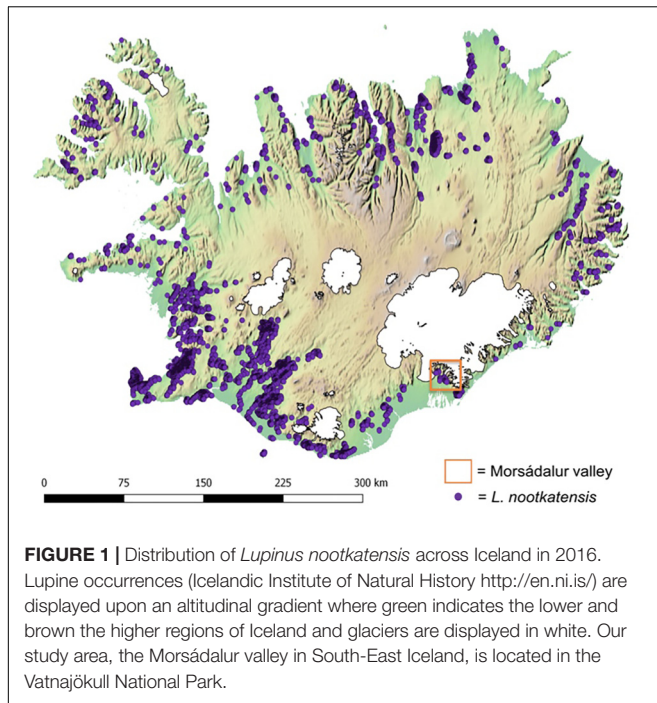 0 75 150 225 300 km
= Morsádalur valley
= L. nootkatensis
FIGURE 1 | Distribution of Lupinus nootkatensis across Iceland in 2016.
Lupine occurrences (Icelandic Institute of Natural History http://en.ni.is/) are
displayed upon an altitudinal gradient where green indicates the lower and
brown the higher regions of Iceland and glaciers are displayed in white. Our
study area, the Morsádalur valley in South-East Iceland, is located in the
Vatnajökull National Park.